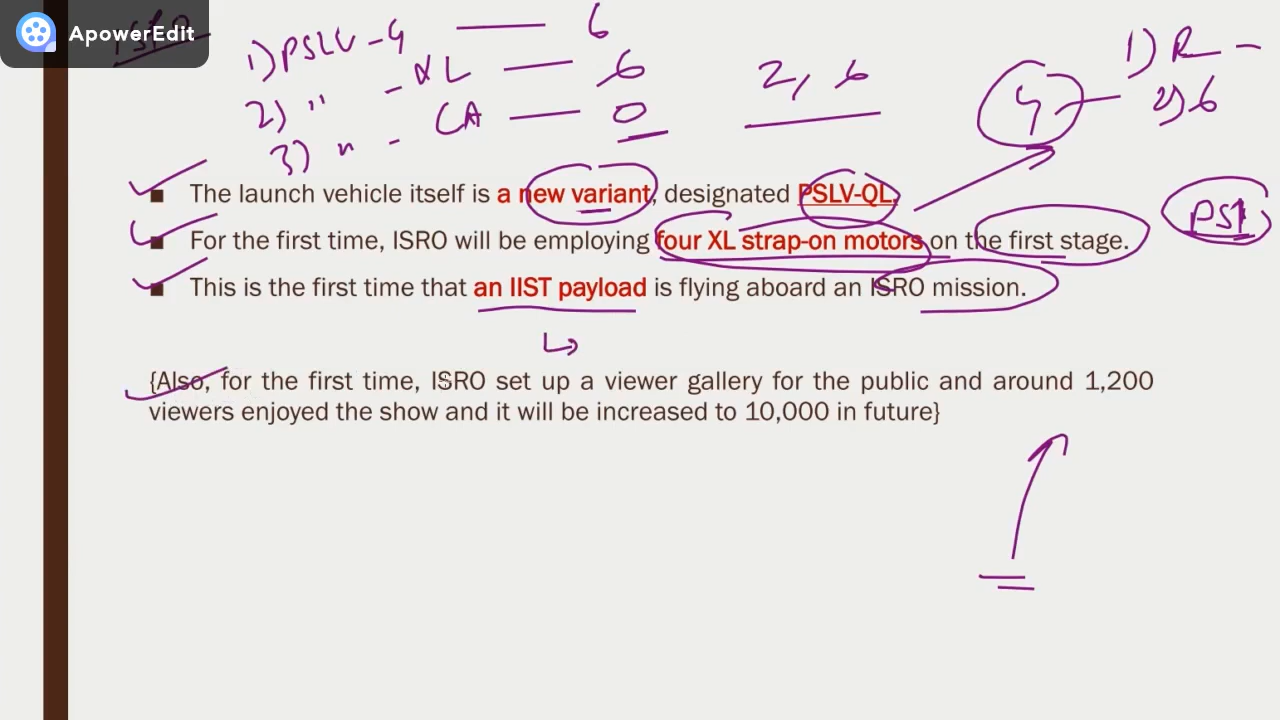 ApowerEdit
1) PSLV - G — 6
2) " - XL — 6
3) " - CA — 0
2, 6
4 — 1) R -
2) 6
■ The launch vehicle itself is a new variant, designated PSLV-QL.
PS1
■ For the first time, ISRO will be employing four XL strap-on motors on the first stage.
■ This is the first time that an IIST payload is flying aboard an ISRO mission.
{Also, for the first time, ISRO set up a viewer gallery for the public and around 1,200
viewers enjoyed the show and it will be increased to 10,000 in future}